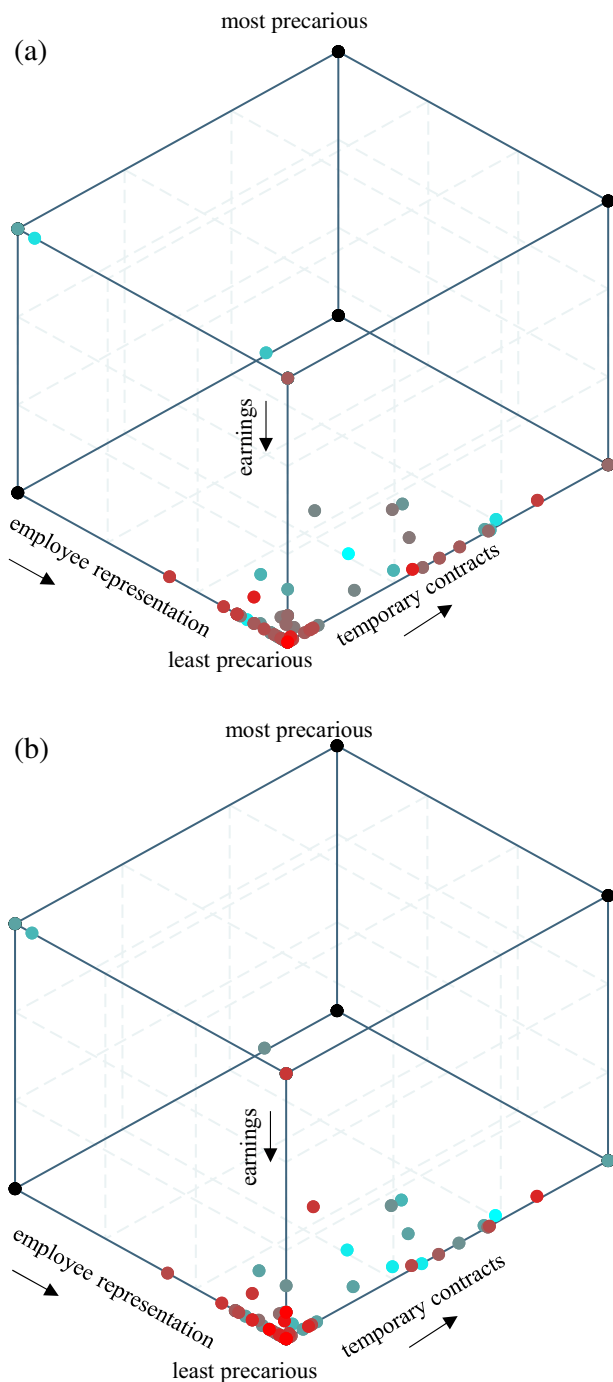 most precarious
(a)
earnings
employee representation
temporary contracts
least precarious
most precarious
(b)
earnings
employee representation
temporary contracts
least precarious